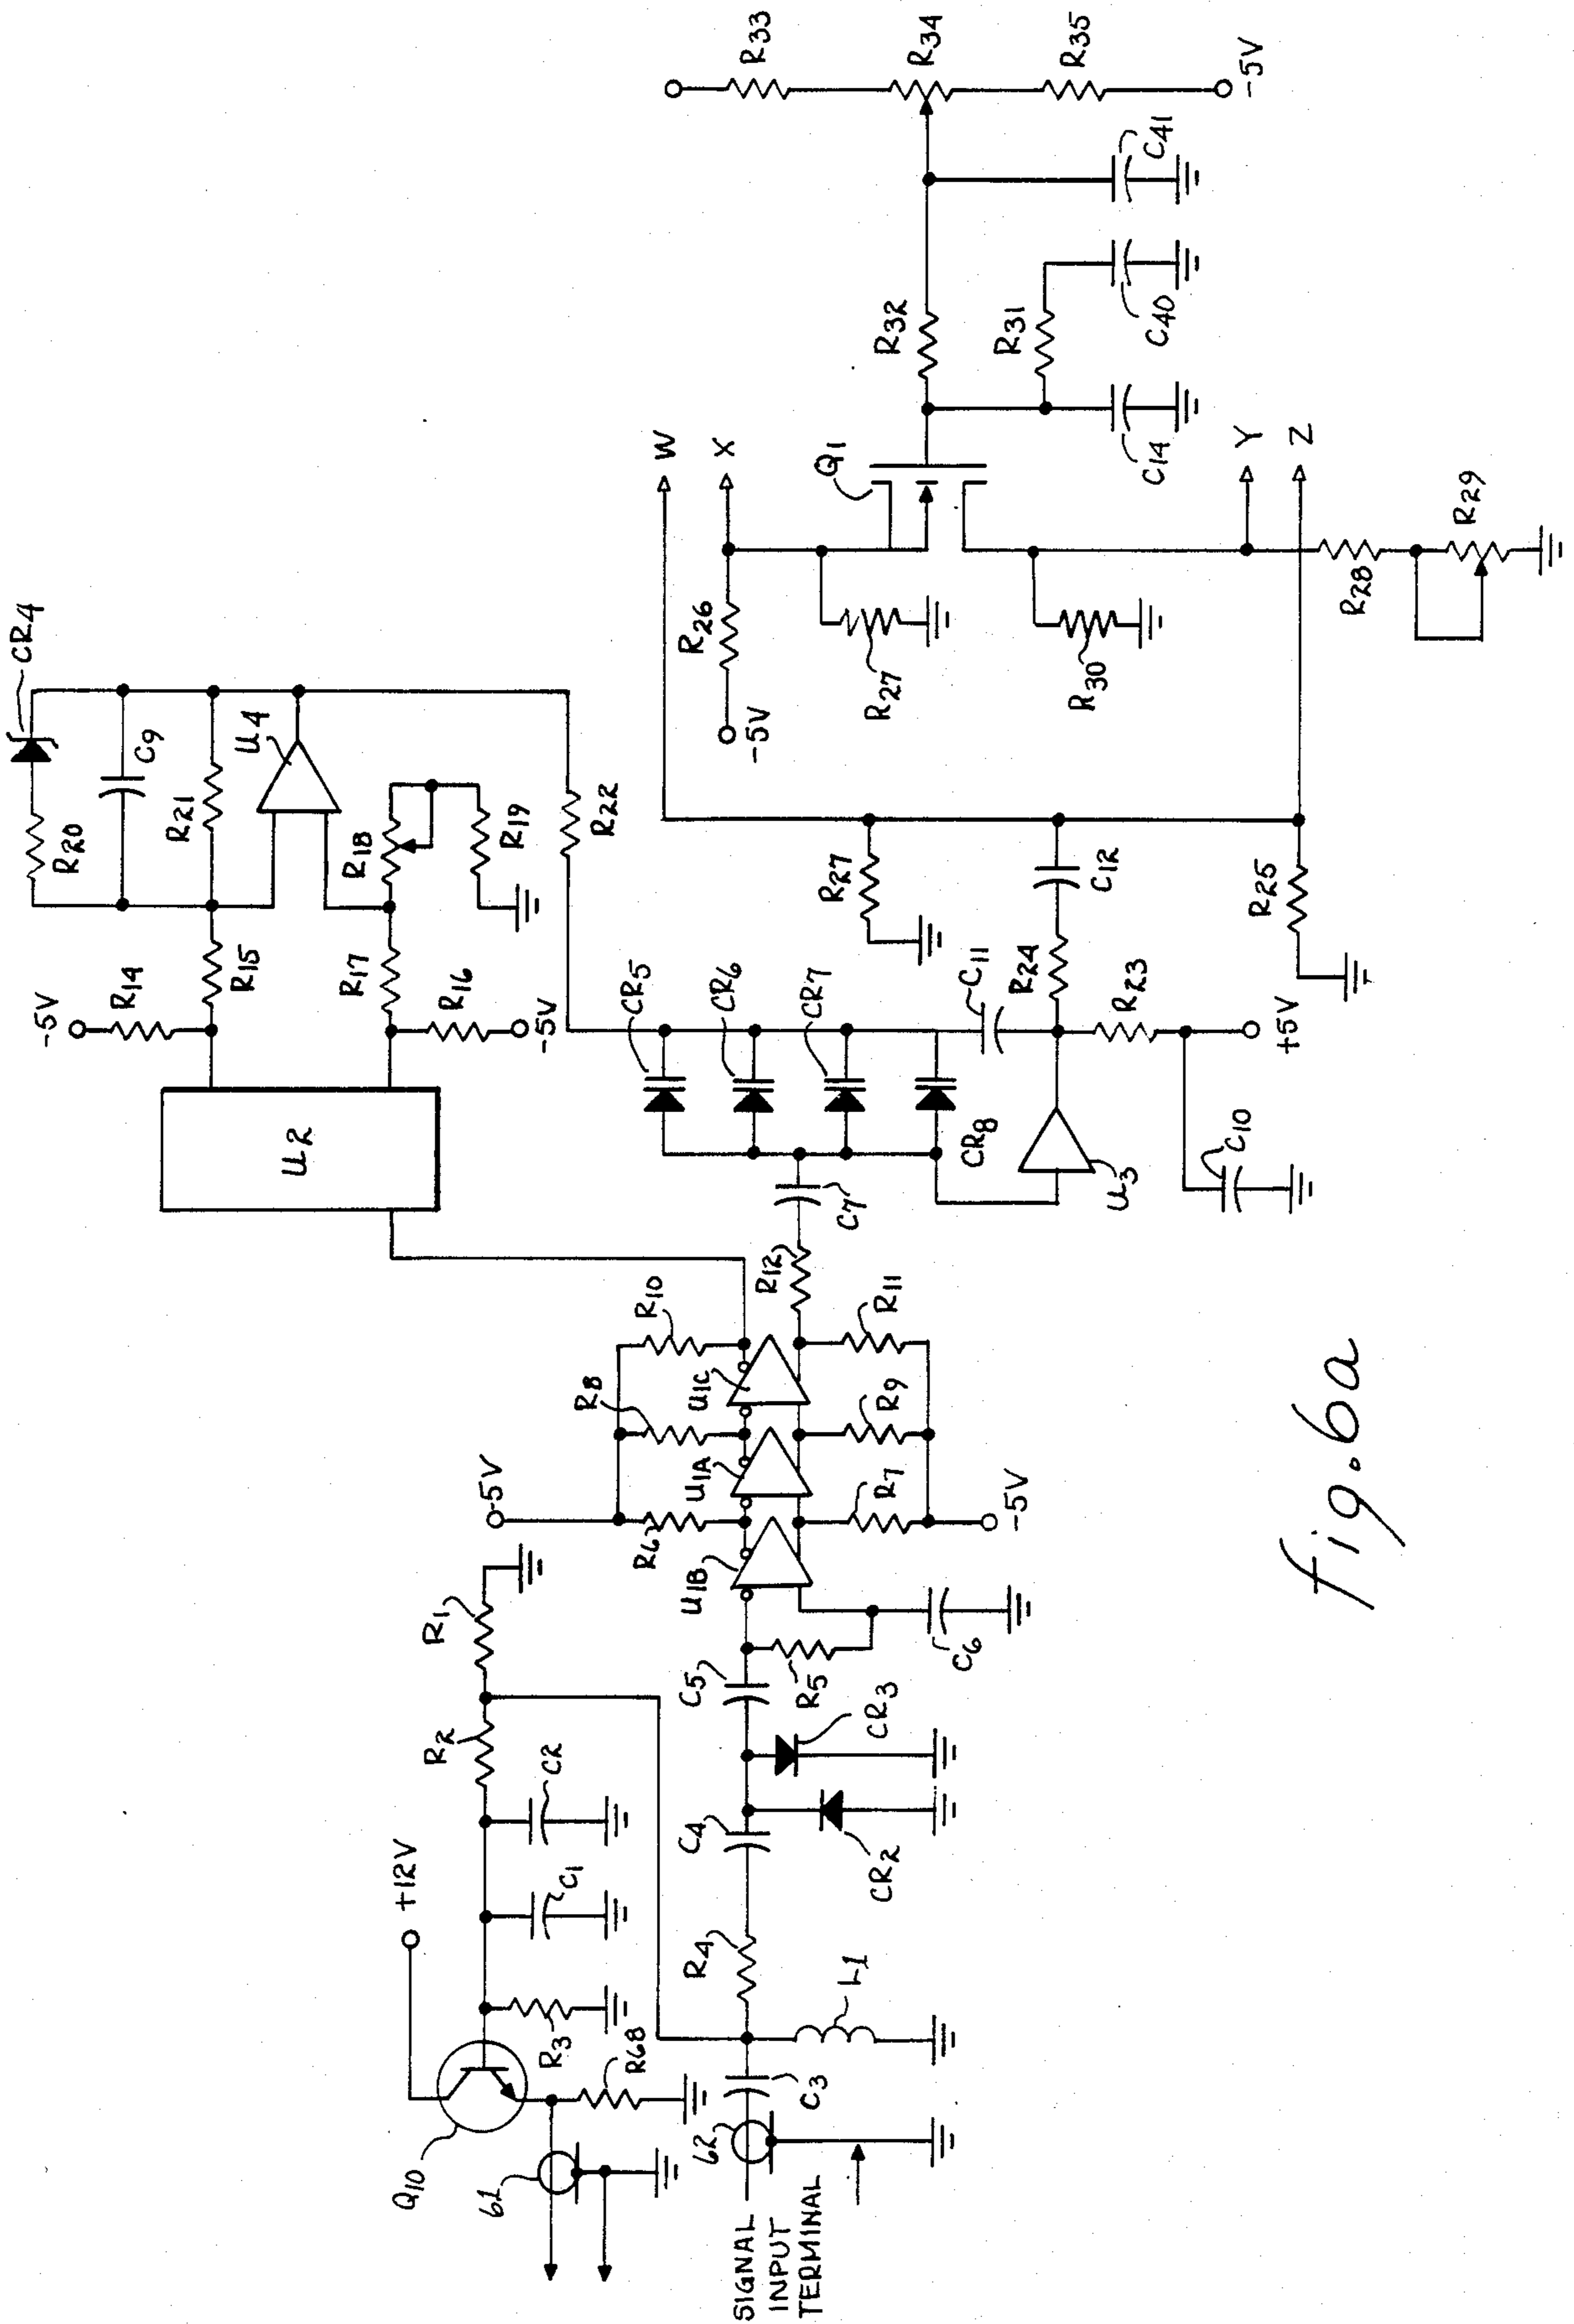 R33
R34
R35
-5V
C41
C40
R32
R31
C14
W
X
Q1
Y
Z
R29
R28
R26
-5V
R27
R30
CR4
C9
U4
R20
R21
R18
R19
R22
R14
-5V
R15
R17
R16
-5V
CR5
CR6
CR7
CR8
C11
R27
C12
R24
R25
R23
+5V
C10
U3
U2
C7
R12
R10
R11
R8
U1C
R9
U1A
R7
-5V
R6
U1B
-5V
R1
R2
C5
R5
C6
CR3
C2
C4
CR2
+12V
C1
R4
L1
R3
R68
C3
Q10
61
62
SIGNAL
INPUT
TERMINAL
fig.6a